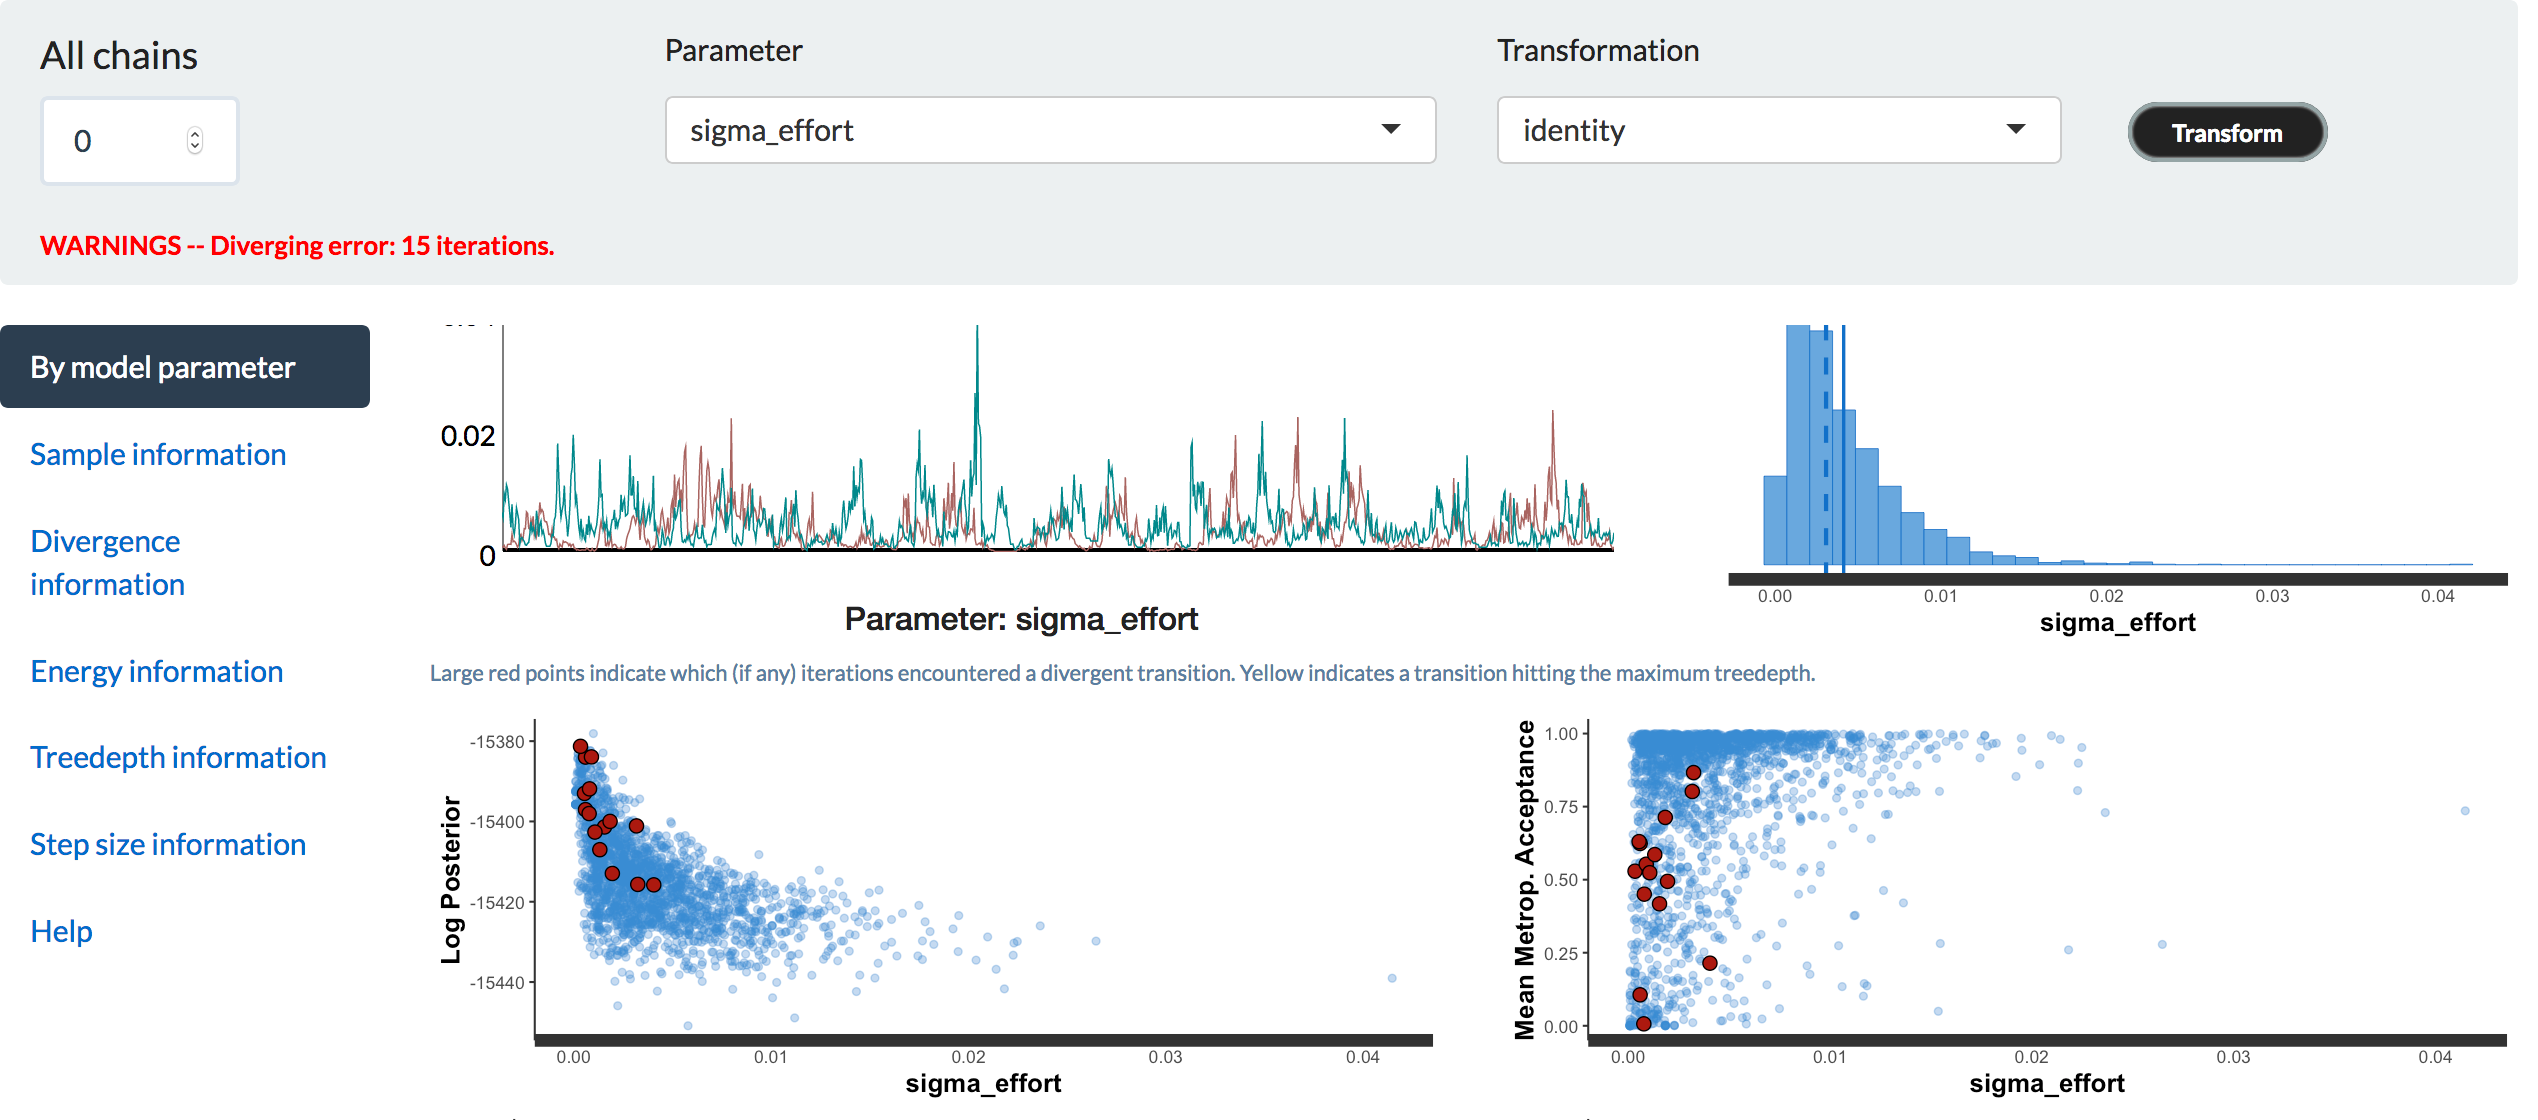 All chains
Parameter
Transformation
0
sigma_effort
identity
Transform
WARNINGS -- Diverging error: 15 iterations.
By model parameter
Sample information
Divergence
information
Energy information
Treedepth information
Step size information
Help
0.02
0
Parameter: sigma_effort
0.00 0.01 0.02 0.03 0.04
sigma_effort
Large red points indicate which (if any) iterations encountered a divergent transition. Yellow indicates a transition hitting the maximum treedepth.
Log Posterior
-15380
-15400
-15420
-15440
0.00 0.01 0.02 0.03 0.04
sigma_effort
Mean Metrop. Acceptance
1.00
0.75
0.50
0.25
0.00
0.00 0.01 0.02 0.03 0.04
sigma_effort